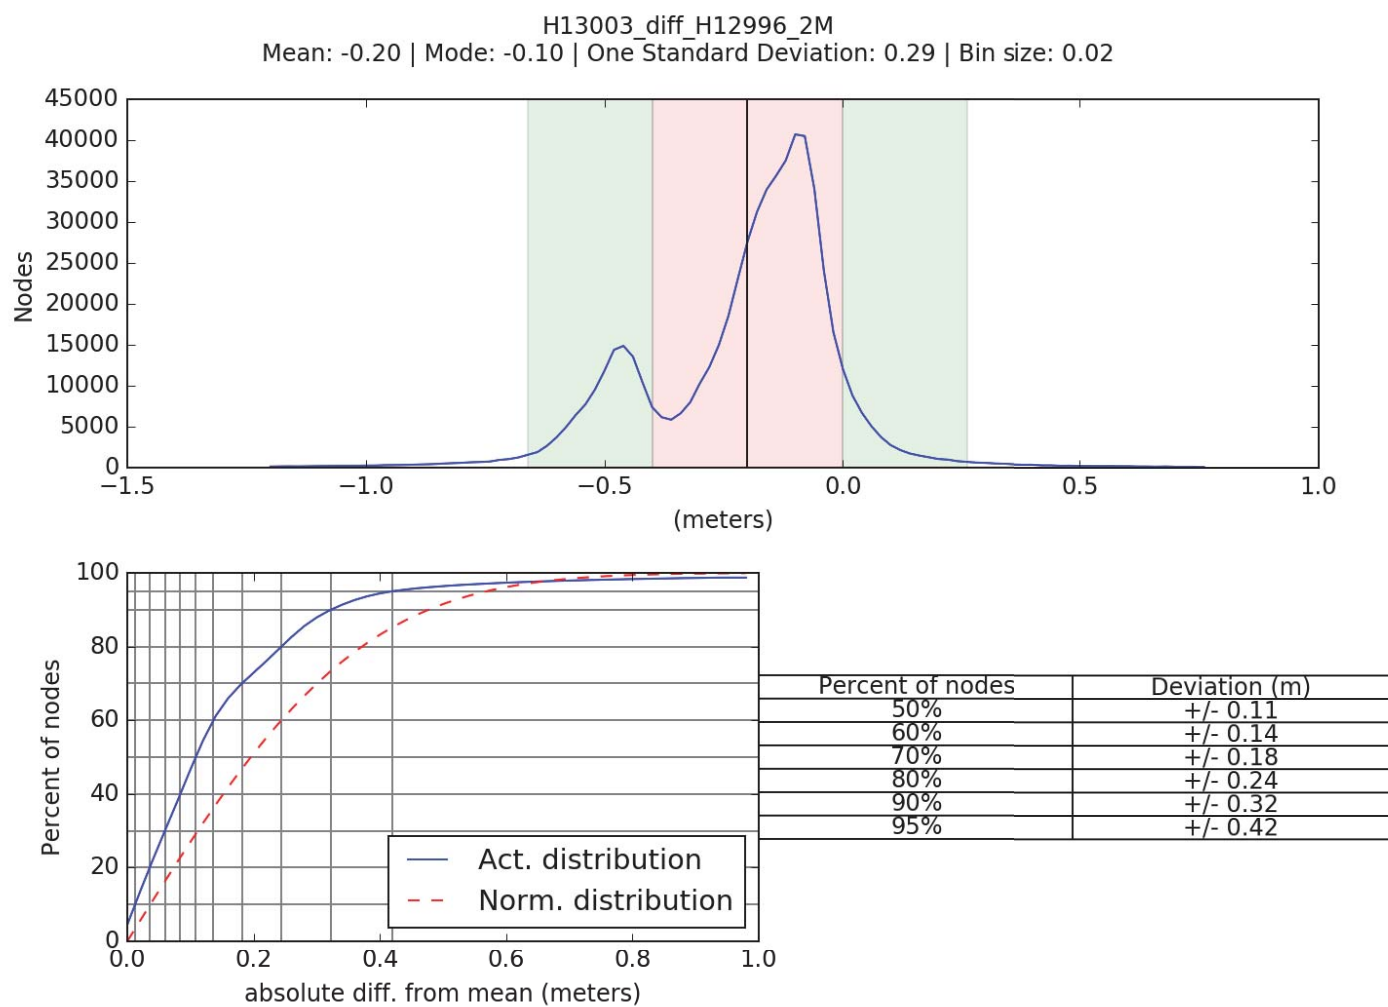 H13003_diff_H12996_2M
Mean: -0.20 | Mode: -0.10 | One Standard Deviation: 0.29 | Bin size: 0.02
45000
40000
35000
30000
25000
20000
15000
10000
5000
0
Nodes
−1.5 −1.0 −0.5 0.0 0.5 1.0
(meters)
100
80
60
40
20
0
Percent of nodes
Act. distribution
Norm. distribution
0.0 0.2 0.4 0.6 0.8 1.0
absolute diff. from mean (meters)
Percent of nodes Deviation (m)
50% +/- 0.11
60% +/- 0.14
70% +/- 0.18
80% +/- 0.24
90% +/- 0.32
95% +/- 0.42